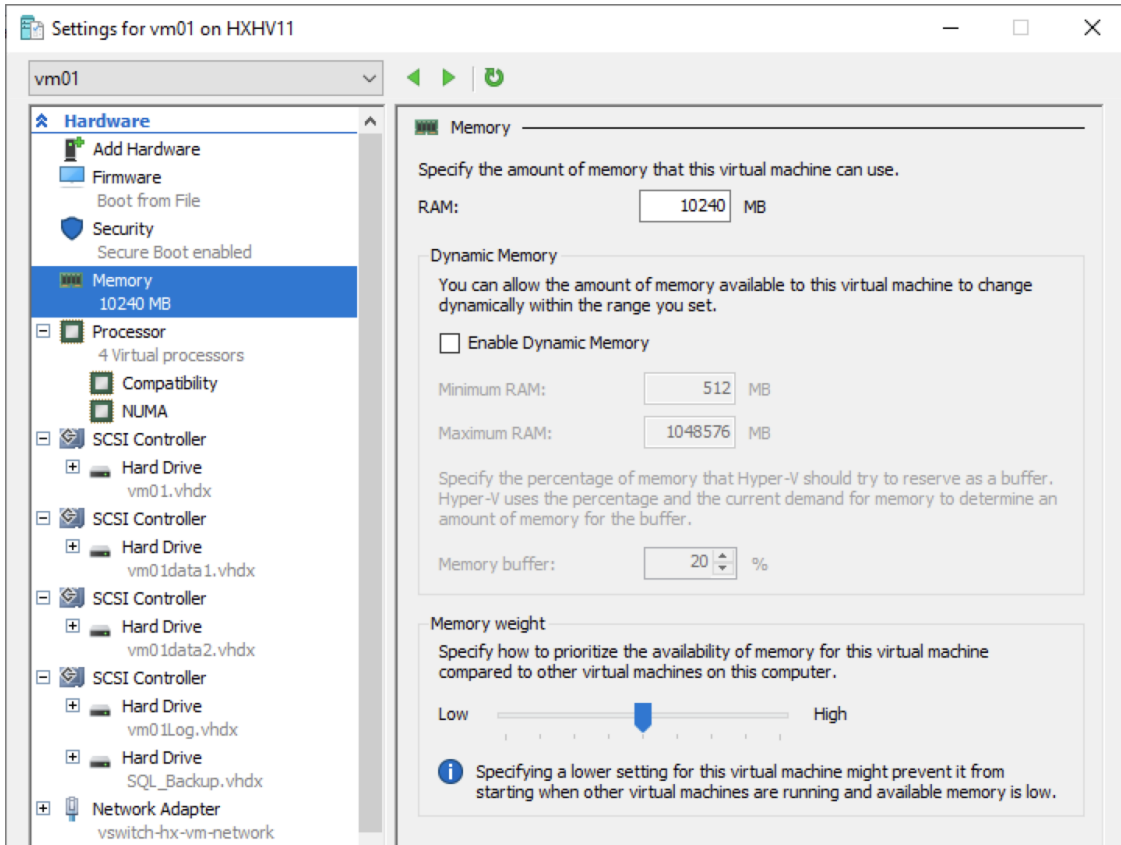 Settings for vm01 on HXHV11
vm01
Hardware
Add Hardware
Firmware
Boot from File
Security
Secure Boot enabled
Memory
10240 MB
Processor
4 Virtual processors
Compatibility
NUMA
SCSI Controller
Hard Drive
vm01.vhdx
SCSI Controller
Hard Drive
vm01data1.vhdx
SCSI Controller
Hard Drive
vm01data2.vhdx
SCSI Controller
Hard Drive
vm01Log.vhdx
Hard Drive
SQL_Backup.vhdx
Network Adapter
vswitch-hx-vm-network
Memory
Specify the amount of memory that this virtual machine can use.
RAM: 10240 MB
Dynamic Memory
You can allow the amount of memory available to this virtual machine to change
dynamically within the range you set.
Enable Dynamic Memory
Minimum RAM: 512 MB
Maximum RAM: 1048576 MB
Specify the percentage of memory that Hyper-V should try to reserve as a buffer.
Hyper-V uses the percentage and the current demand for memory to determine an
amount of memory for the buffer.
Memory buffer: 20 %
Memory weight
Specify how to prioritize the availability of memory for this virtual machine
compared to other virtual machines on this computer.
Low High
Specifying a lower setting for this virtual machine might prevent it from
starting when other virtual machines are running and available memory is low.